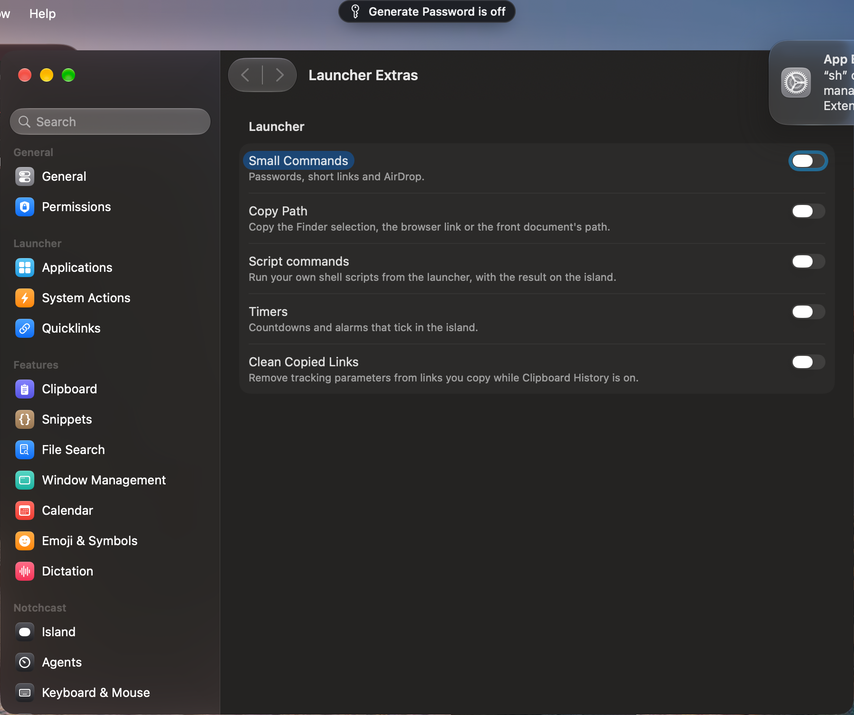 ow Help
Generate Password is off
App E
“sh” c
mana
Exten
Search
General
General
Permissions
Launcher
Applications
System Actions
Quicklinks
Features
Clipboard
Snippets
File Search
Window Management
Calendar
Emoji & Symbols
Dictation
Notchcast
Island
Agents
Keyboard & Mouse
Launcher Extras
Launcher
Small Commands
Passwords, short links and AirDrop.
Copy Path
Copy the Finder selection, the browser link or the front document's path.
Script commands
Run your own shell scripts from the launcher, with the result on the island.
Timers
Countdowns and alarms that tick in the island.
Clean Copied Links
Remove tracking parameters from links you copy while Clipboard History is on.